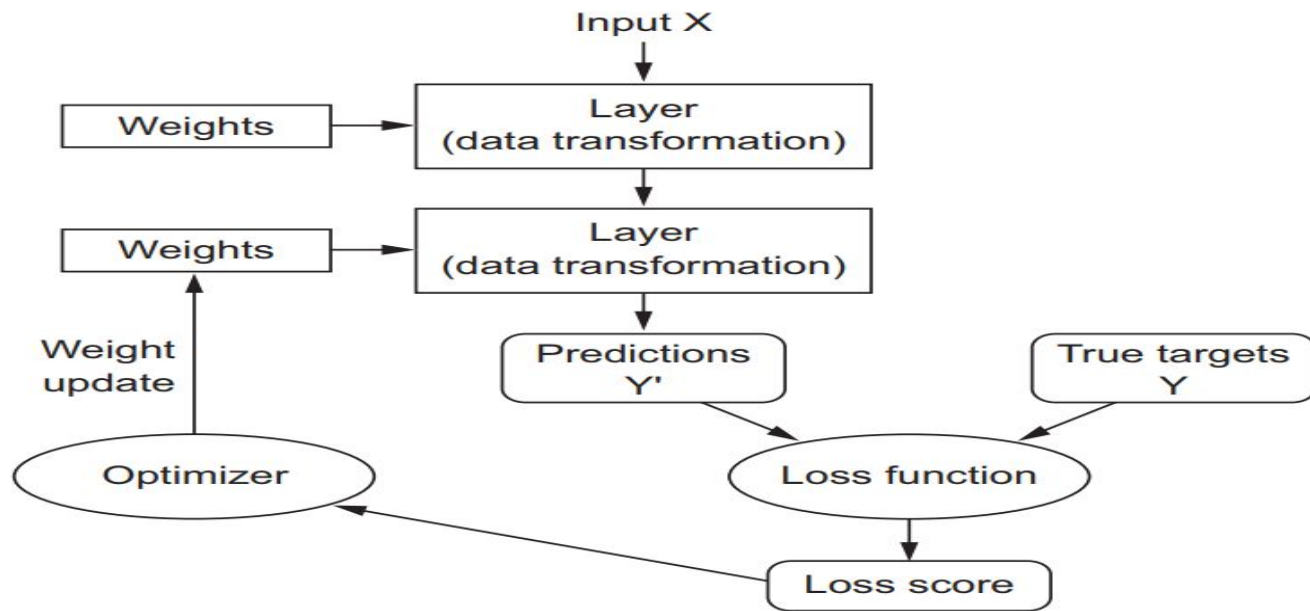 Input X
Weights
Layer
(data transformation)
Weights
Layer
(data transformation)
Weight
update
Predictions
Y'
True targets
Y
Optimizer
Loss function
Loss score